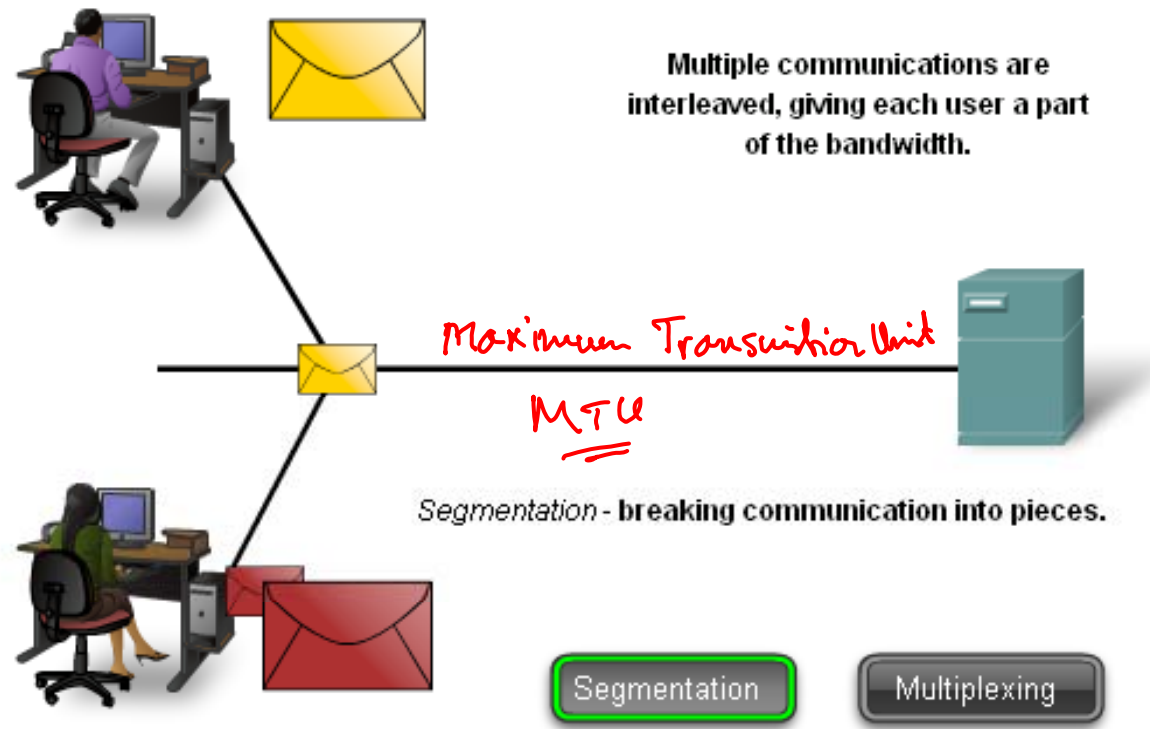 Multiple communications are
interleaved, giving each user a part
of the bandwidth.
Maximum Transmition Unit
MTU
Segmentation - breaking communication into pieces.
Segmentation
Multiplexing